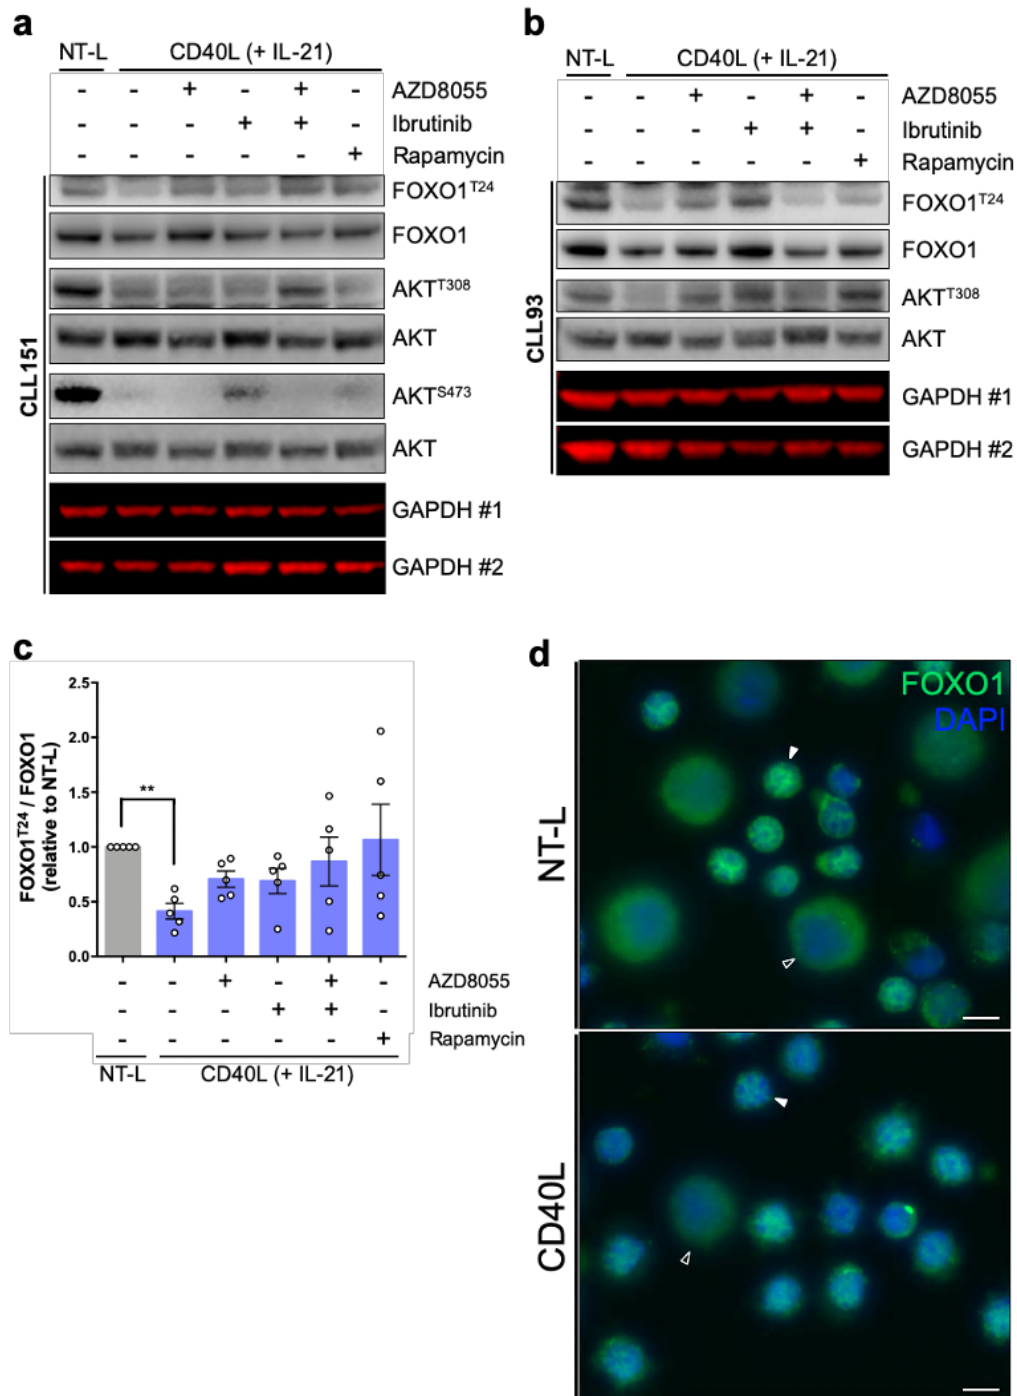 a
NT-L CD40L (+ IL-21)
- - + - + - AZD8055
- - - + + - Ibrutinib
- - - - - + Rapamycin
CLL151
FOXO1T24
FOXO1
AKTT308
AKT
AKTS473
AKT
GAPDH #1
GAPDH #2
b
NT-L CD40L (+ IL-21)
- - + - + - AZD8055
- - - + + - Ibrutinib
- - - - - + Rapamycin
CLL93
FOXO1T24
FOXO1
AKTT308
AKT
GAPDH #1
GAPDH #2
c
FOXO1T24 / FOXO1
(relative to NT-L)
2.5
2.0
1.5
1.0
0.5
0.0
**
- - + - + - AZD8055
- - - + + - Ibrutinib
- - - - - + Rapamycin
NT-L CD40L (+ IL-21)
d
NT-L
FOXO1
DAPI
CD40L